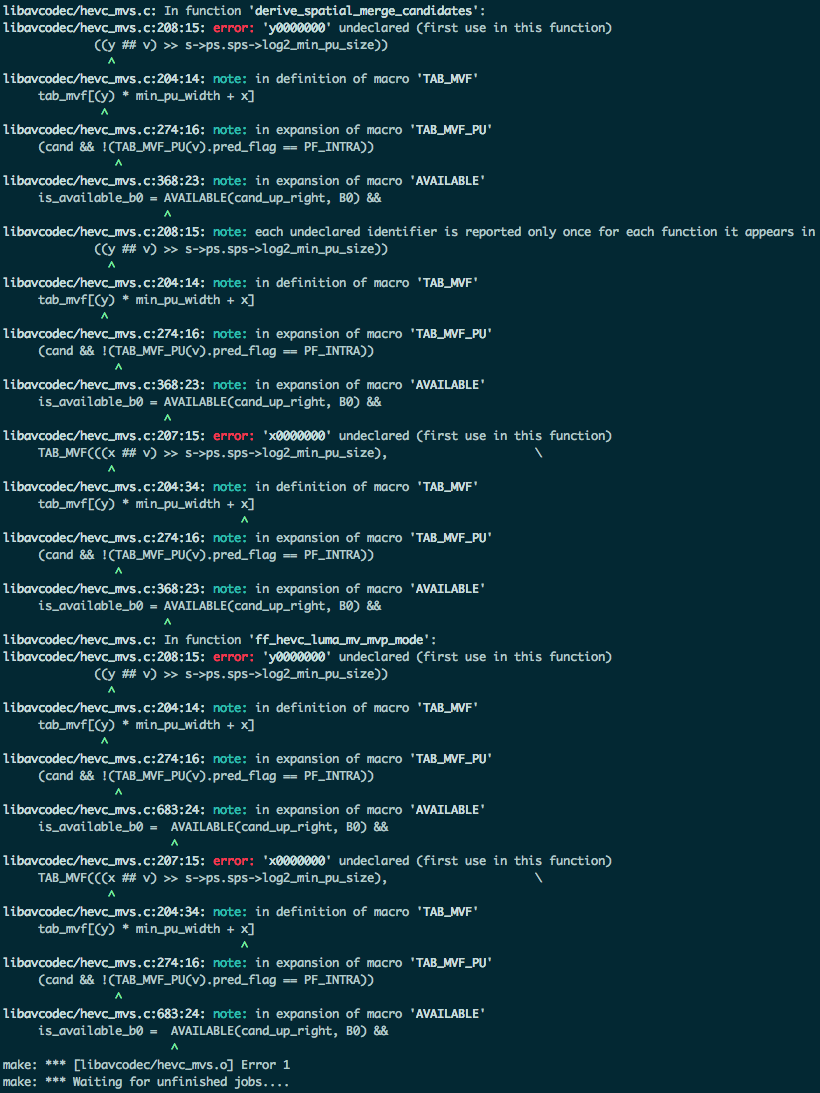 libavcodec/hevc_mvs.c: In function 'derive_spatial_merge_candidates':
libavcodec/hevc_mvs.c:208:15: error: 'y0000000' undeclared (first use in this function)
             ((y ## v) >> s->ps.sps->log2_min_pu_size))
               ^
libavcodec/hevc_mvs.c:204:14: note: in definition of macro 'TAB_MVF'
     tab_mvf[(y) * min_pu_width + x]
              ^
libavcodec/hevc_mvs.c:274:16: note: in expansion of macro 'TAB_MVF_PU'
     (cand && !(TAB_MVF_PU(v).pred_flag == PF_INTRA))
                ^
libavcodec/hevc_mvs.c:368:23: note: in expansion of macro 'AVAILABLE'
     is_available_b0 = AVAILABLE(cand_up_right, B0) &&
                       ^
libavcodec/hevc_mvs.c:208:15: note: each undeclared identifier is reported only once for each function it appears in
             ((y ## v) >> s->ps.sps->log2_min_pu_size))
               ^
libavcodec/hevc_mvs.c:204:14: note: in definition of macro 'TAB_MVF'
     tab_mvf[(y) * min_pu_width + x]
              ^
libavcodec/hevc_mvs.c:274:16: note: in expansion of macro 'TAB_MVF_PU'
     (cand && !(TAB_MVF_PU(v).pred_flag == PF_INTRA))
                ^
libavcodec/hevc_mvs.c:368:23: note: in expansion of macro 'AVAILABLE'
     is_available_b0 = AVAILABLE(cand_up_right, B0) &&
                       ^
libavcodec/hevc_mvs.c:207:15: error: 'x0000000' undeclared (first use in this function)
     TAB_MVF(((x ## v) >> s->ps.sps->log2_min_pu_size),                     \
               ^
libavcodec/hevc_mvs.c:204:34: note: in definition of macro 'TAB_MVF'
     tab_mvf[(y) * min_pu_width + x]
                                  ^
libavcodec/hevc_mvs.c:274:16: note: in expansion of macro 'TAB_MVF_PU'
     (cand && !(TAB_MVF_PU(v).pred_flag == PF_INTRA))
                ^
libavcodec/hevc_mvs.c:368:23: note: in expansion of macro 'AVAILABLE'
     is_available_b0 = AVAILABLE(cand_up_right, B0) &&
                       ^
libavcodec/hevc_mvs.c: In function 'ff_hevc_luma_mv_mvp_mode':
libavcodec/hevc_mvs.c:208:15: error: 'y0000000' undeclared (first use in this function)
             ((y ## v) >> s->ps.sps->log2_min_pu_size))
               ^
libavcodec/hevc_mvs.c:204:14: note: in definition of macro 'TAB_MVF'
     tab_mvf[(y) * min_pu_width + x]
              ^
libavcodec/hevc_mvs.c:274:16: note: in expansion of macro 'TAB_MVF_PU'
     (cand && !(TAB_MVF_PU(v).pred_flag == PF_INTRA))
                ^
libavcodec/hevc_mvs.c:683:24: note: in expansion of macro 'AVAILABLE'
     is_available_b0 =  AVAILABLE(cand_up_right, B0) &&
                        ^
libavcodec/hevc_mvs.c:207:15: error: 'x0000000' undeclared (first use in this function)
     TAB_MVF(((x ## v) >> s->ps.sps->log2_min_pu_size),                     \
               ^
libavcodec/hevc_mvs.c:204:34: note: in definition of macro 'TAB_MVF'
     tab_mvf[(y) * min_pu_width + x]
                                  ^
libavcodec/hevc_mvs.c:274:16: note: in expansion of macro 'TAB_MVF_PU'
     (cand && !(TAB_MVF_PU(v).pred_flag == PF_INTRA))
                ^
libavcodec/hevc_mvs.c:683:24: note: in expansion of macro 'AVAILABLE'
     is_available_b0 =  AVAILABLE(cand_up_right, B0) &&
                        ^
make: *** [libavcodec/hevc_mvs.o] Error 1
make: *** Waiting for unfinished jobs....